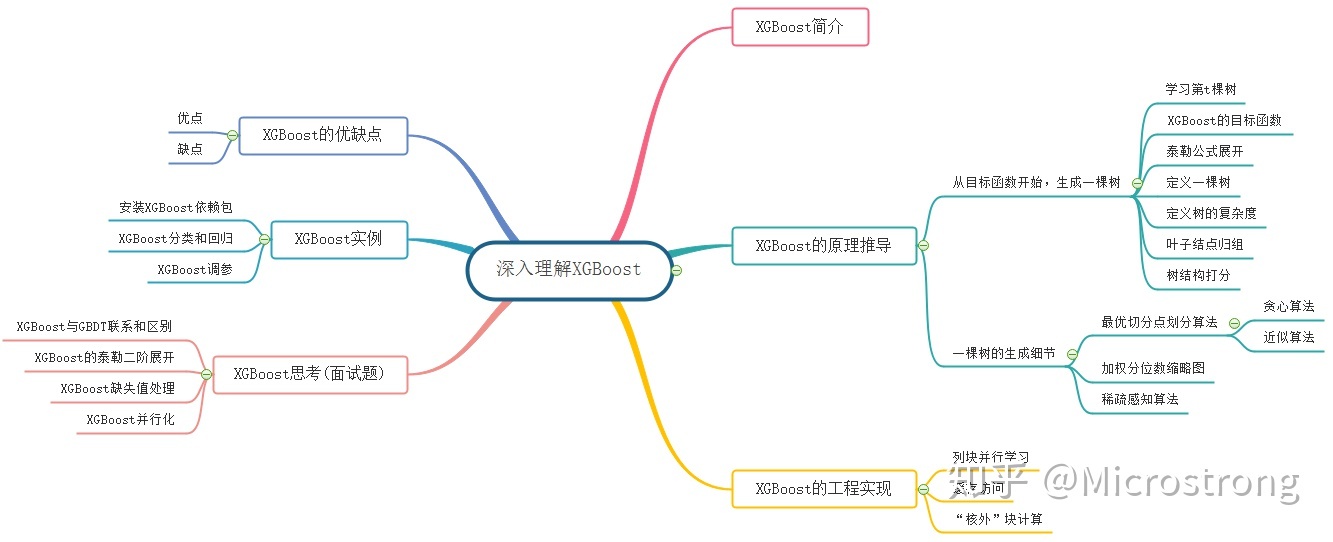 深入理解XGBoost
XGBoost简介
XGBoost的原理推导
从目标函数开始，生成一棵树
学习第t棵树
XGBoost的目标函数
泰勒公式展开
定义一棵树
定义树的复杂度
叶子结点归组
树结构打分
一棵树的生成细节
最优切分点划分算法
贪心算法
近似算法
加权分位数缩略图
稀疏感知算法
XGBoost的工程实现
列块并行学习
访问
“核外”块计算
XGBoost思考(面试题)
XGBoost与GBDT联系和区别
XGBoost的泰勒二阶展开
XGBoost缺失值处理
XGBoost并行化
XGBoost实例
安装XGBoost依赖包
XGBoost分类和回归
XGBoost调参
XGBoost的优缺点
优点
缺点
知乎 @Microstrong